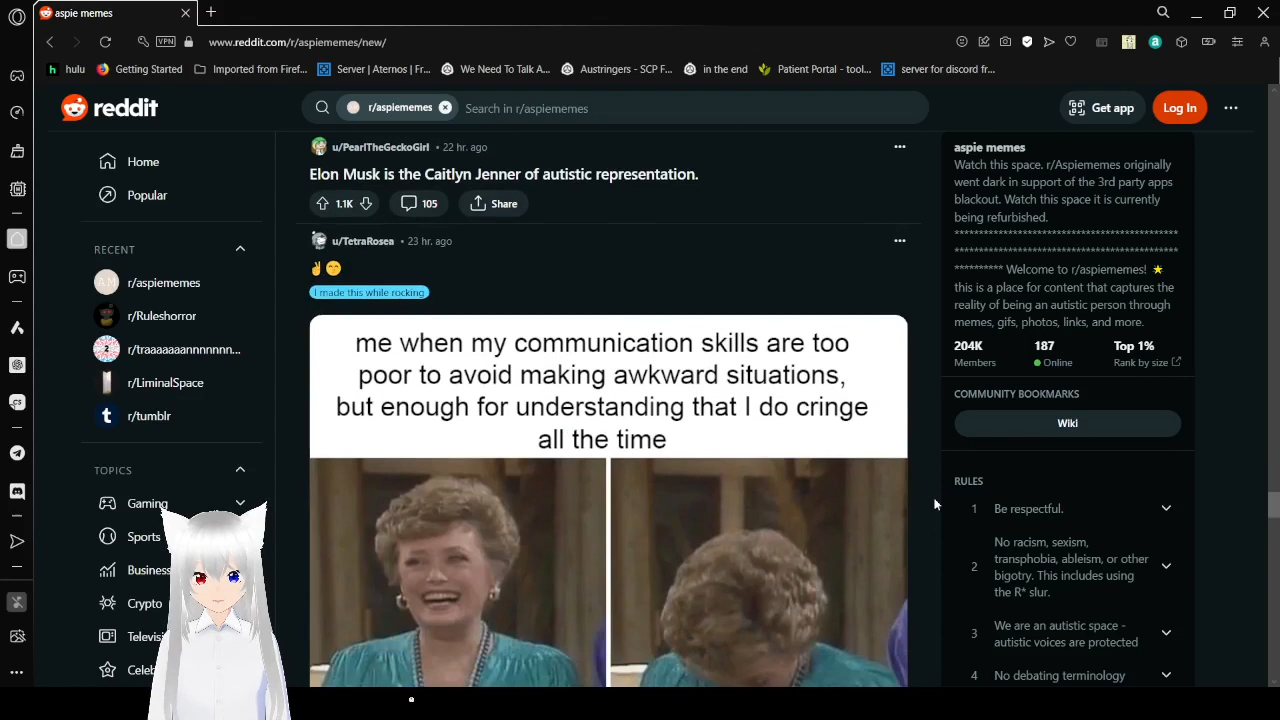 aspie memes
VPN
www.reddit.com/r/aspiememes/new/
hulu
Getting Started
Imported from Firef...
Server | Aternos | Fr...
We Need To Talk A...
Austringers - SCP F...
in the end
Patient Portal - tool...
server for discord fr...
reddit
r/aspiememes
Search in r/aspiememes
Get app
Log In
Home
Popular
RECENT
r/aspiememes
r/Ruleshorror
r/traaaaaaannnnnnn...
r/LiminalSpace
r/tumblr
TOPICS
Gaming
Sports
Business
Crypto
Televisi
Celeb
u/PearlTheGeckoGirl • 22 hr. ago
Elon Musk is the Caitlyn Jenner of autistic representation.
1.1K
105
Share
u/TetraRosea • 23 hr. ago
✌️😁
I made this while rocking
me when my communication skills are too
poor to avoid making awkward situations,
but enough for understanding that I do cringe
all the time
aspie memes
Watch this space. r/Aspiememes originally
went dark in support of the 3rd party apps
blackout. Watch this space it is currently
being refurbished.
**********************************************
**********************************************
********** Welcome to r/aspiememes! ⭐
this is a place for content that captures the
reality of being an autistic person through
memes, gifs, photos, links, and more.
204K 187 Top 1%
Members Online Rank by size
COMMUNITY BOOKMARKS
Wiki
RULES
1 Be respectful.
2 No racism, sexism,
transphobia, ableism, or other
bigotry. This includes using
the R* slur.
3 We are an autistic space -
autistic voices are protected
4 No debating terminology